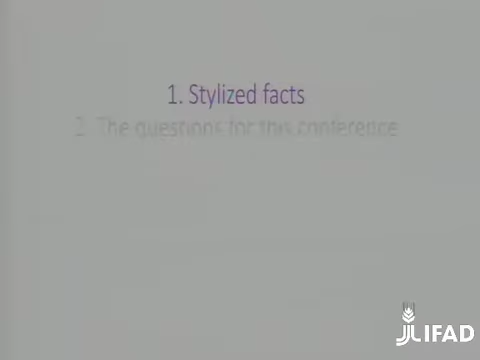 1. Stylized facts
2. The questions for this conference
IFAD